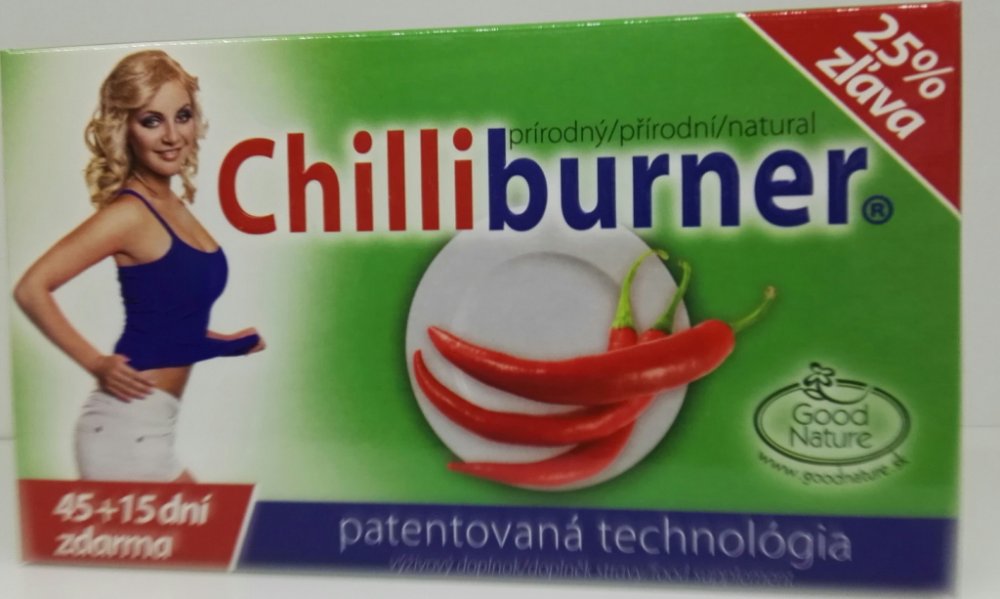 25%
zľava
prírodný/přírodní/natural
Chilliburner®
Good
Nature
www.goodnature.sk
45+15 dní
zdarma
patentovaná technológia
výživový doplnok/doplněk stravy/food supplement